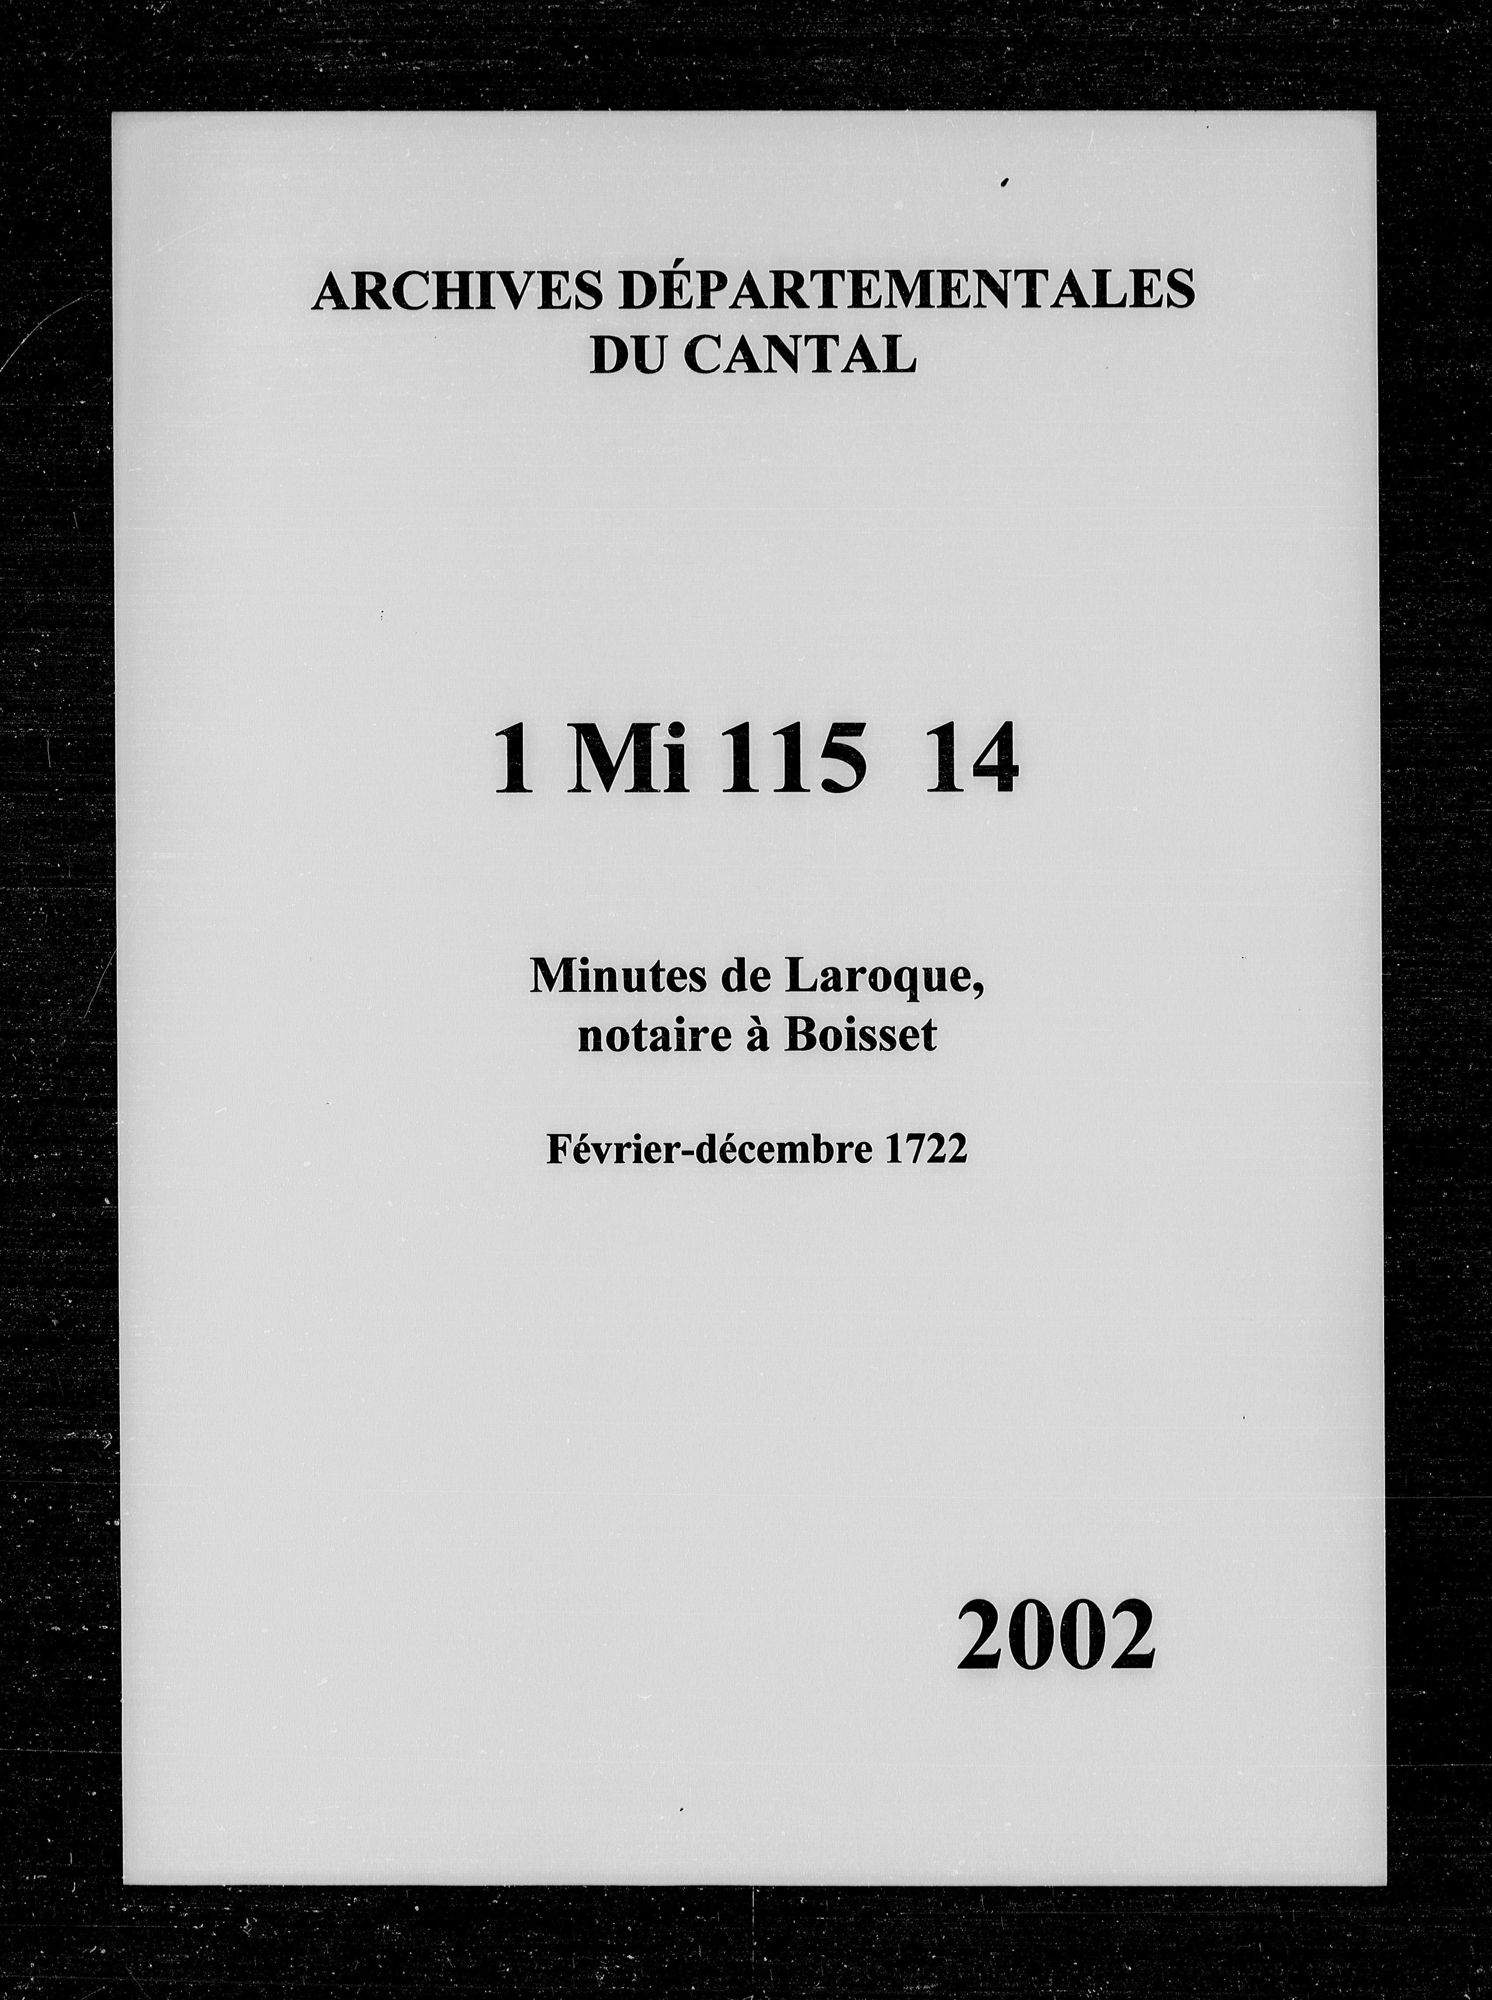 ARCHIVES DÉPARTEMENTALES
DU CANTAL
1 Mi 115 14
Minutes de Laroque,
notaire à Boisset
Février-décembre 1722
2002